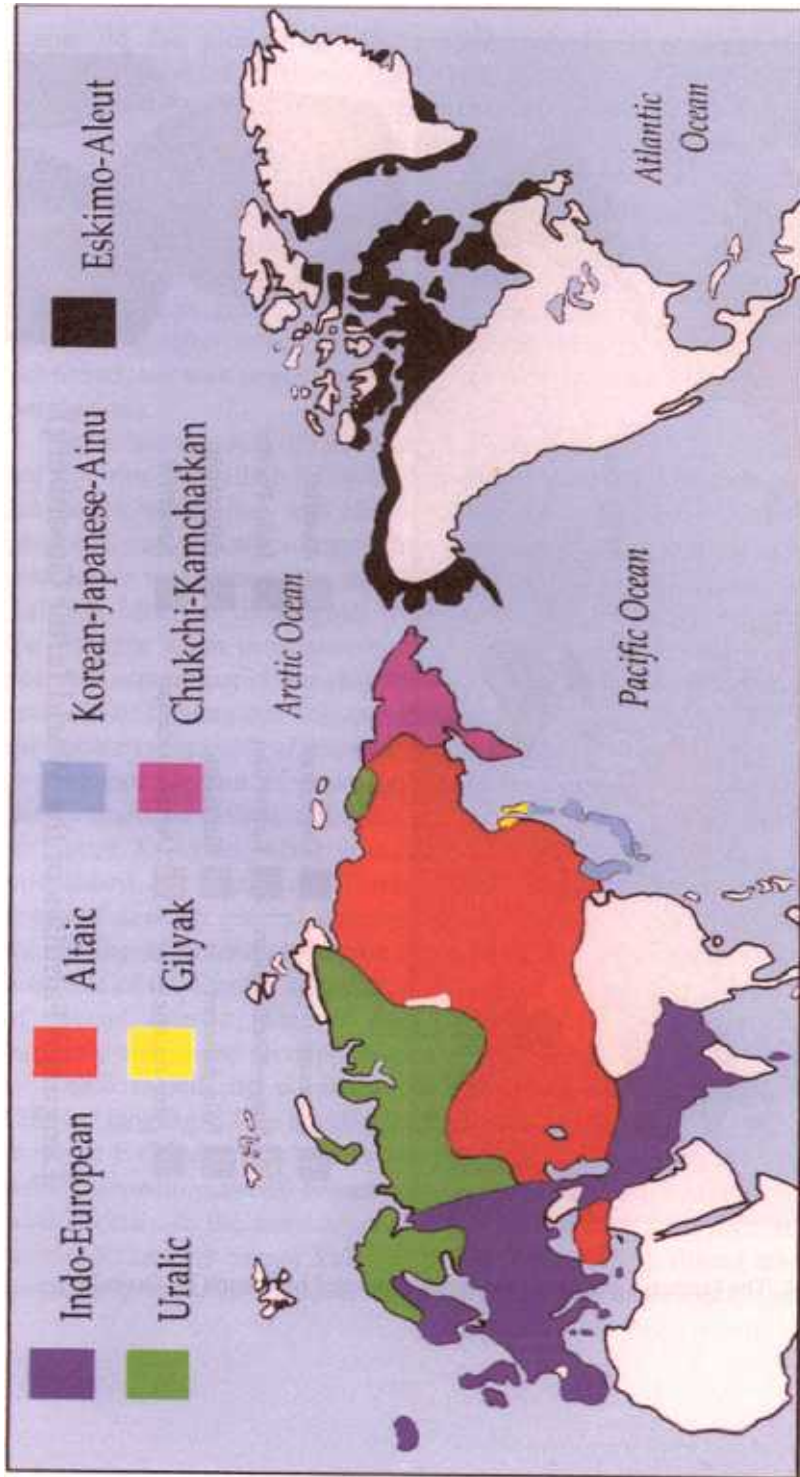 Indo-European
Altaic
Korean-Japanese-Ainu
Eskimo-Aleut
Uralic
Gilyak
Chukchi-Kamchatkan
Arctic Ocean
Pacific Ocean
Atlantic
Ocean